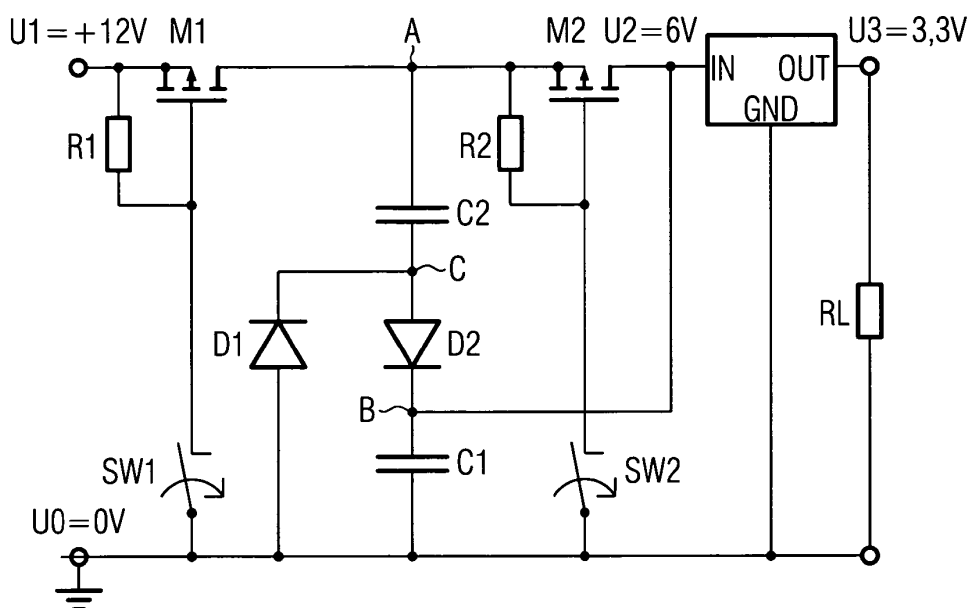 U1=+12V M1 A M2 U2=6V U3=3,3V
IN OUT
GND
R1 R2
C2
C
D1 D2 RL
B
C1
SW1 SW2
U0=0V